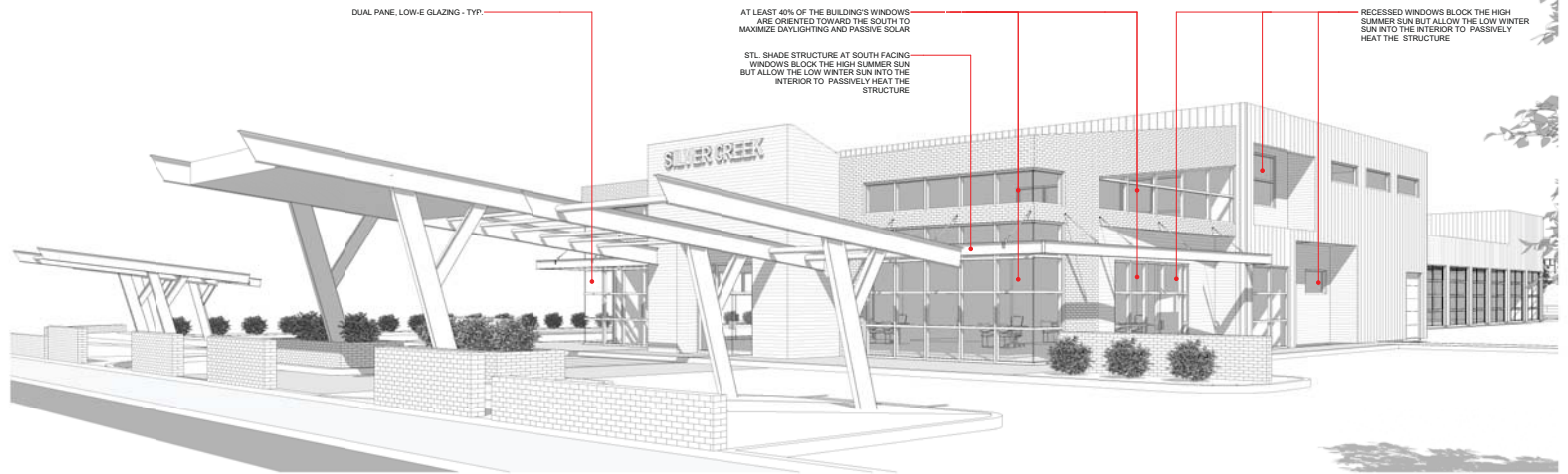 DUAL PANE, LOW-E GLAZING - TYP.
AT LEAST 40% OF THE BUILDING'S WINDOWS
ARE ORIENTED TOWARD THE SOUTH TO
MAXIMIZE DAYLIGHTING AND PASSIVE SOLAR
STL. SHADE STRUCTURE AT SOUTH FACING
WINDOWS BLOCK THE HIGH SUMMER SUN
BUT ALLOW THE LOW WINTER SUN INTO THE
INTERIOR TO PASSIVELY HEAT THE
STRUCTURE
RECESSED WINDOWS BLOCK THE HIGH
SUMMER SUN BUT ALLOW THE LOW WINTER
SUN INTO THE INTERIOR TO PASSIVELY
HEAT THE STRUCTURE
SILVER CREEK